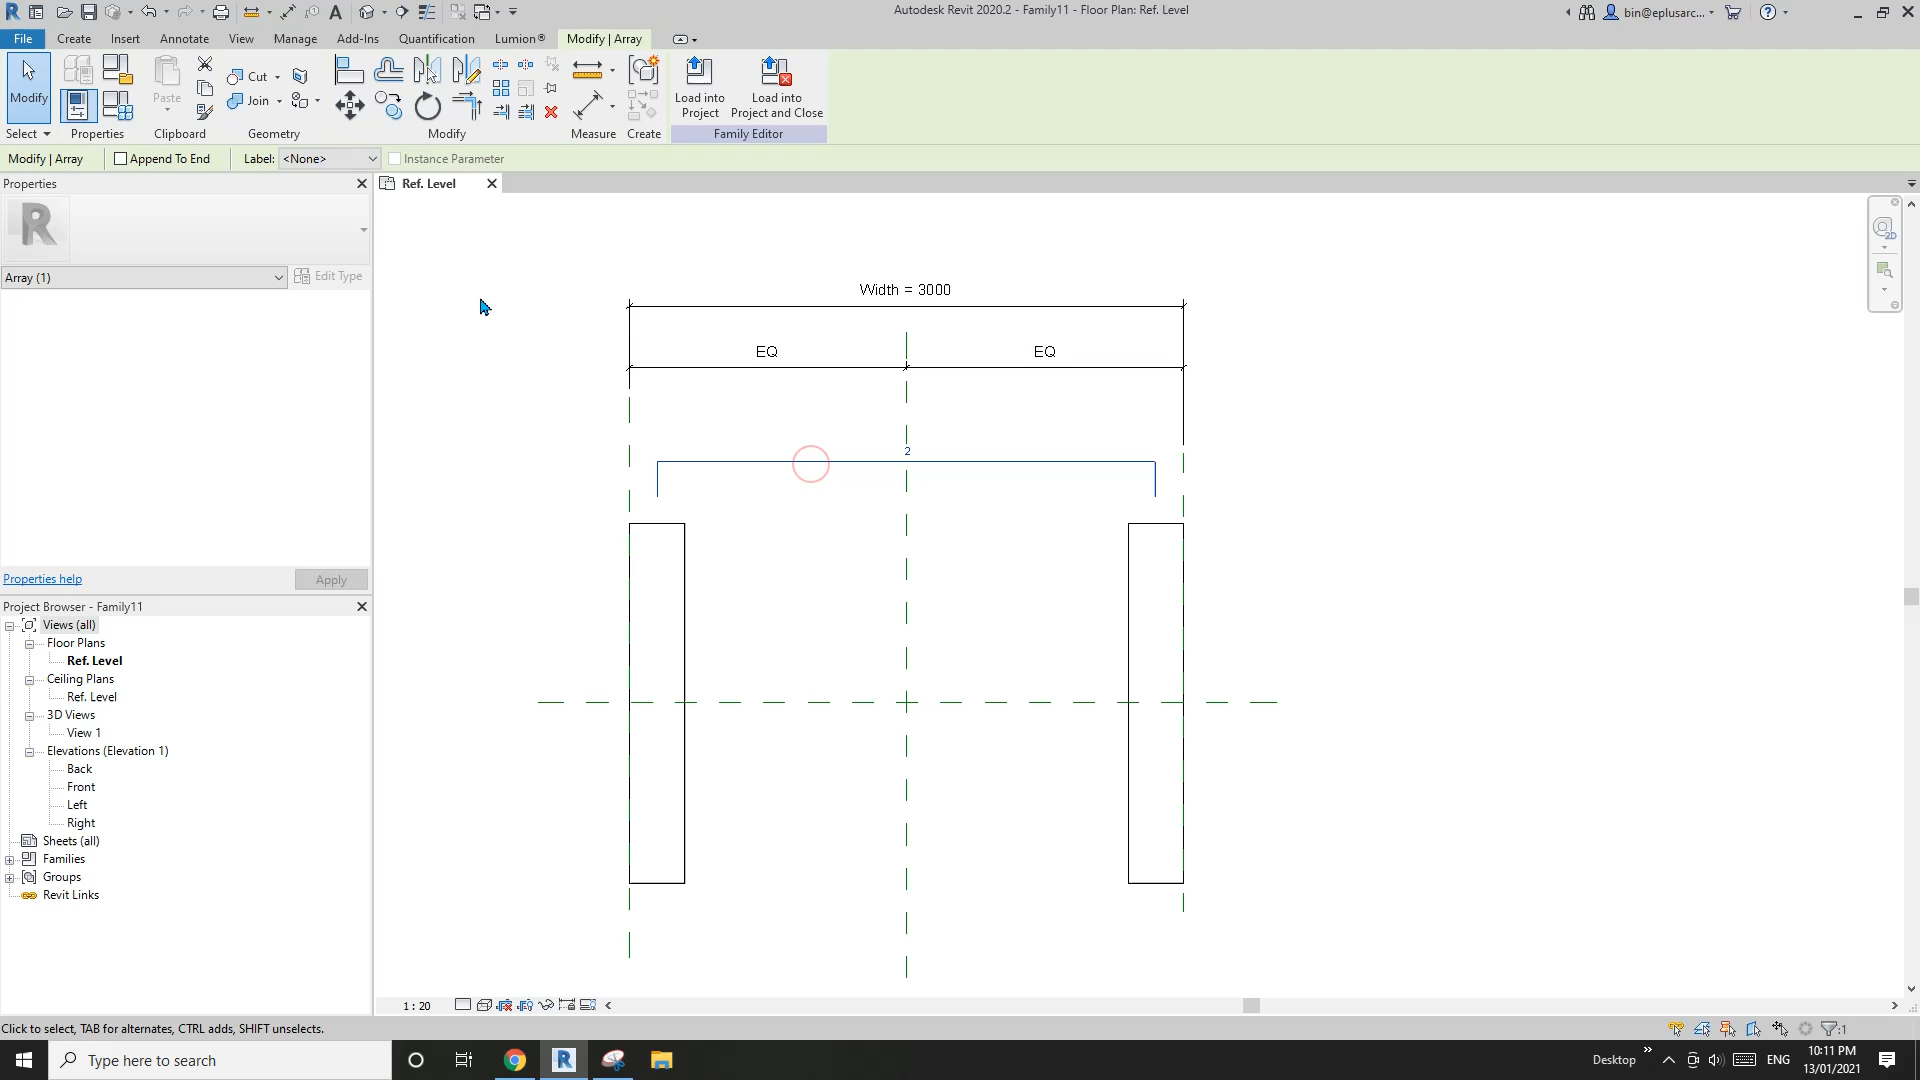 Autodesk Revit 2020.2 - Family11 - Floor Plan: Ref. Level
bin@eplusarc...
File Create Insert Annotate View Manage Add-Ins Quantification Lumion® Modify | Array
Modify
Paste
Cut
Join
Load into
Project
Load into
Project and Close
Select Properties Clipboard Geometry Modify Measure Create Family Editor
Modify | Array
Append To End
Label: <None>
Instance Parameter
Properties
Ref. Level
Array (1)
Edit Type
Properties help
Apply
Project Browser - Family11
Views (all)
Floor Plans
Ref. Level
Ceiling Plans
Ref. Level
3D Views
View 1
Elevations (Elevation 1)
Back
Front
Left
Right
Sheets (all)
Families
Groups
Revit Links
2D
Width = 3000
EQ
EQ
2
1 : 20
Click to select, TAB for alternates, CTRL adds, SHIFT unselects.
:1
Type here to search
Desktop
ENG
10:11 PM
13/01/2021